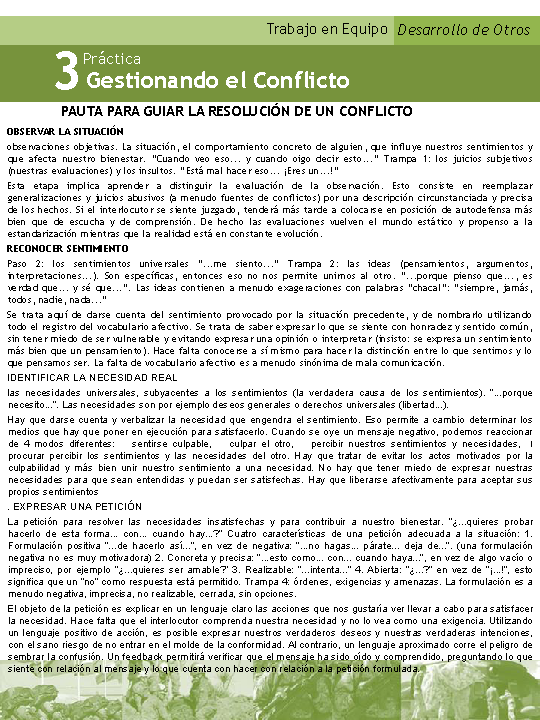 Trabajo en Equipo Desarrollo de Otros
3 Práctica
Gestionando el Conflicto
PAUTA PARA GUIAR LA RESOLUCIÓN DE UN CONFLICTO
OBSERVAR LA SITUACIÓN
observaciones objetivas. La situación, el comportamiento concreto de alguien, que influye nuestros sentimientos y
que afecta nuestro bienestar. "Cuando veo eso... y cuando oigo decir esto..." Trampa 1: los juicios subjetivos
(nuestras evaluaciones) y los insultos. "Está mal hacer eso... ¡Eres un...!"
Esta etapa implica aprender a distinguir la evaluación de la observación. Esto consiste en reemplazar
generalizaciones y juicios abusivos (a menudo fuentes de conflictos) por una descripción circunstanciada y precisa
de los hechos. Si el interlocutor se siente juzgado, tenderá más tarde a colocarse en posición de autodefensa más
bien que de escucha y de comprensión. De hecho las evaluaciones vuelven el mundo estático y propenso a la
estandarización mientras que la realidad está en constante evolución.
RECONOCER SENTIMIENTO
Paso 2: los sentimientos universales "...me siento..." Trampa 2: las ideas (pensamientos, argumentos,
interpretaciones...). Son específicas, entonces eso no nos permite unirnos al otro. "...porque pienso que..., es
verdad que... y sé que...". Las ideas contienen a menudo exageraciones con palabras "chacal": "siempre, jamás,
todos, nadie, nada..."
Se trata aquí de darse cuenta del sentimiento provocado por la situación precedente, y de nombrarlo utilizando
todo el registro del vocabulario afectivo. Se trata de saber expresar lo que se siente con honradez y sentido común,
sin tener miedo de ser vulnerable y evitando expresar una opinión o interpretar (insisto: se expresa un sentimiento
más bien que un pensamiento). Hace falta conocerse a sí mismo para hacer la distinción entre lo que sentimos y lo
que pensamos ser. La falta de vocabulario afectivo es a menudo sinónima de mala comunicación.
IDENTIFICAR LA NECESIDAD REAL
las necesidades universales, subyacentes a los sentimientos (la verdadera causa de los sentimientos). "...porque
necesito...". Las necesidades son por ejemplo deseos generales o derechos universales (libertad...).
Hay que darse cuenta y verbalizar la necesidad que engendra el sentimiento. Eso permite a cambio determinar los
medios que hay que poner en ejecución para satisfacerlo. Cuando se oye un mensaje negativo, podemos reaccionar
de 4 modos diferentes: sentirse culpable, culpar el otro, percibir nuestros sentimientos y necesidades, l
procurar percibir los sentimientos y las necesidades del otro. Hay que tratar de evitar los actos motivados por la
culpabilidad y más bien unir nuestro sentimiento a una necesidad. No hay que tener miedo de expresar nuestras
necesidades para que sean entendidas y puedan ser satisfechas. Hay que liberarse afectivamente para aceptar sus
propios sentimientos
. EXPRESAR UNA PETICIÓN
La petición para resolver las necesidades insatisfechas y para contribuir a nuestro bienestar. "¿...quieres probar
hacerlo de esta forma... con... cuando hay...?" Cuatro características de una petición adecuada a la situación: 1.
Formulación positiva "...de hacerlo así...", en vez de negativa: "...no hagas... párate... deja de...". (una formulación
negativa no es muy motivadora) 2. Concreta y precisa: "...esto como... con... cuando haya...", en vez de algo vacío o
impreciso, por ejemplo "¿...quieres ser amable?" 3. Realizable: "...intenta..." 4. Abierta: "¿...?" en vez de "¡...!", esto
significa que un "no" como respuesta está permitido. Trampa 4: órdenes, exigencias y amenazas. La formulación es a
menudo negativa, imprecisa, no realizable, cerrada, sin opciones.
El objeto de la petición es explicar en un lenguaje claro las acciones que nos gustaría ver llevar a cabo para satisfacer
la necesidad. Hace falta que el interlocutor comprenda nuestra necesidad y no lo vea como una exigencia. Utilizando
un lenguaje positivo de acción, es posible expresar nuestros verdaderos deseos y nuestras verdaderas intenciones,
con el sano riesgo de no entrar en el molde de la conformidad. Al contrario, un lenguaje aproximado corre el peligro de
sembrar la confusión. Un feedback permitirá verificar que el mensaje ha sido oído y comprendido, preguntando lo que
siente con relación al mensaje y lo que cuenta con hacer con relación a la petición formulada.